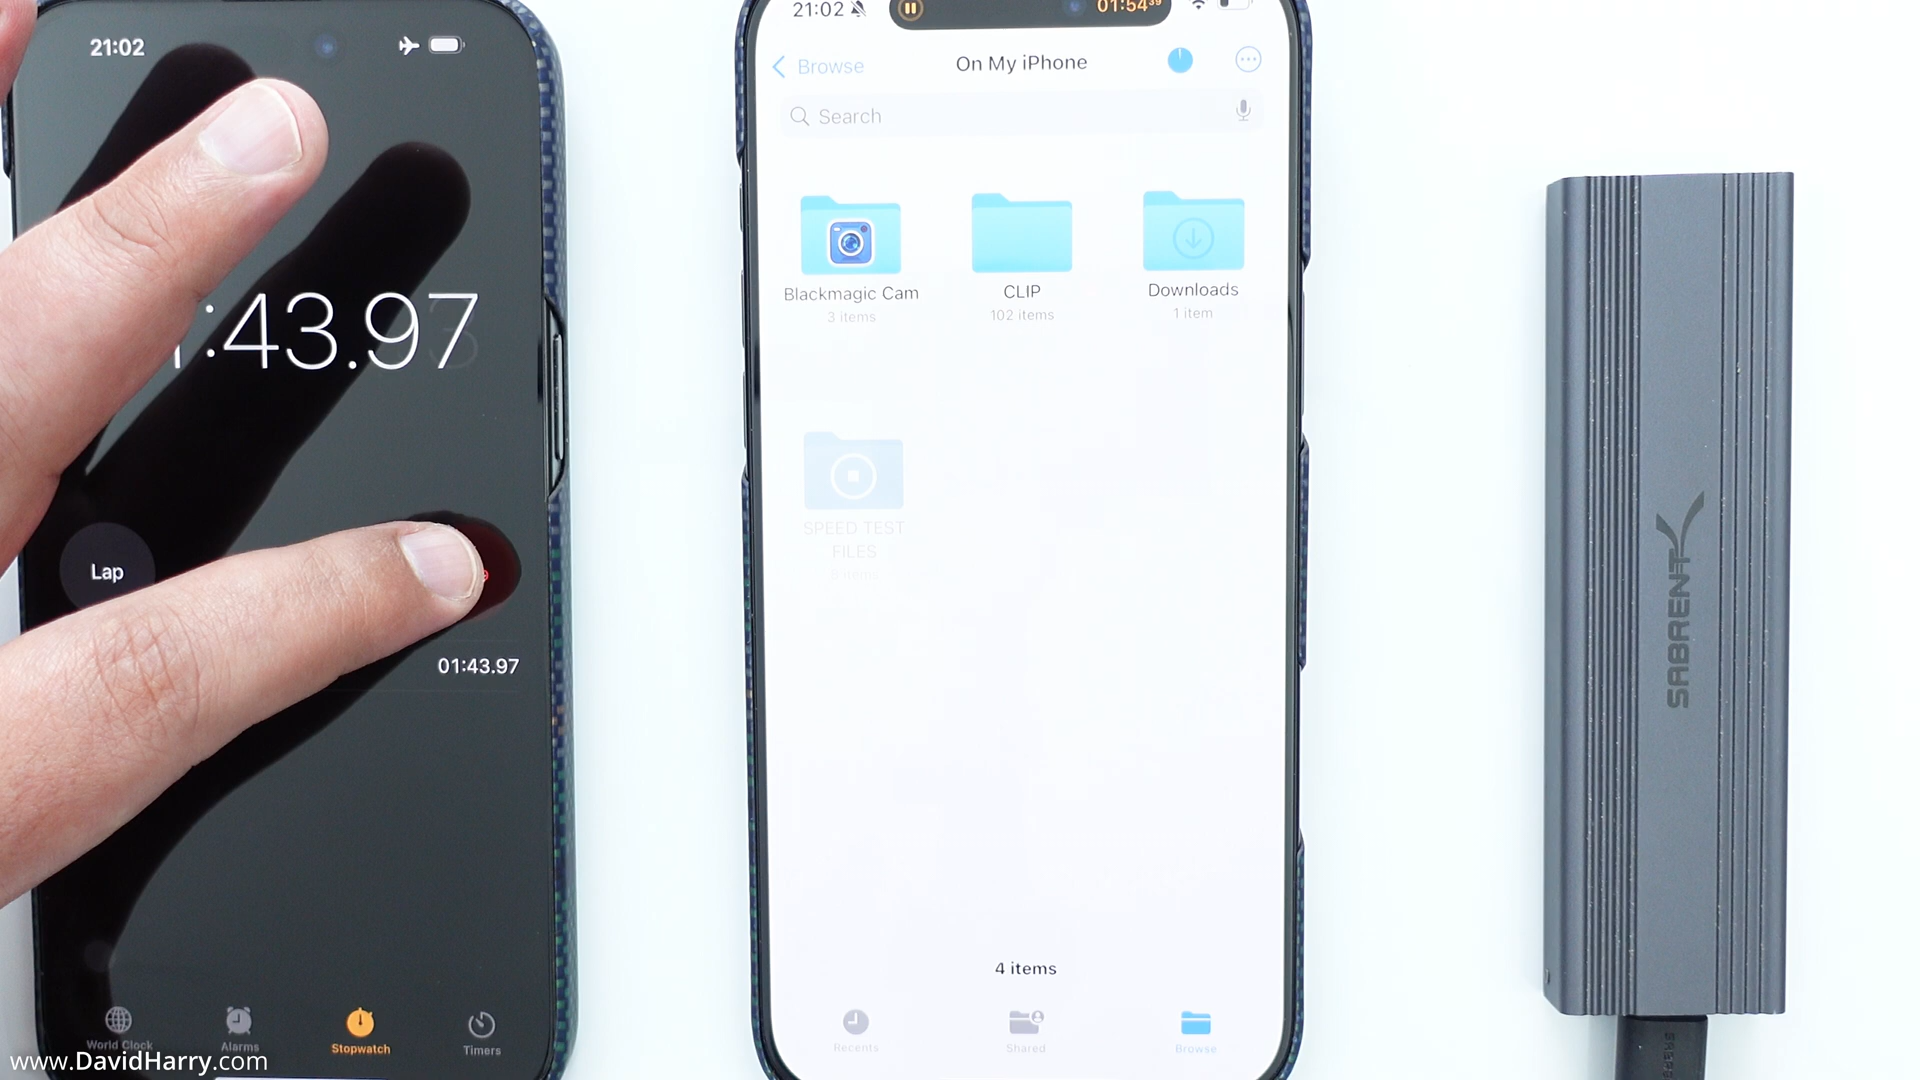 21:02
:43.97
Lap
01:43.97
World Clock
Alarms
Stopwatch
Timers
21:02
01:54
Browse
On My iPhone
Search
Blackmagic Cam
3 items
CLIP
102 items
Downloads
1 item
SPEED TEST
FILES
5 items
4 items
Recents
Shared
Browse
SABRENT
www.DavidHarry.com